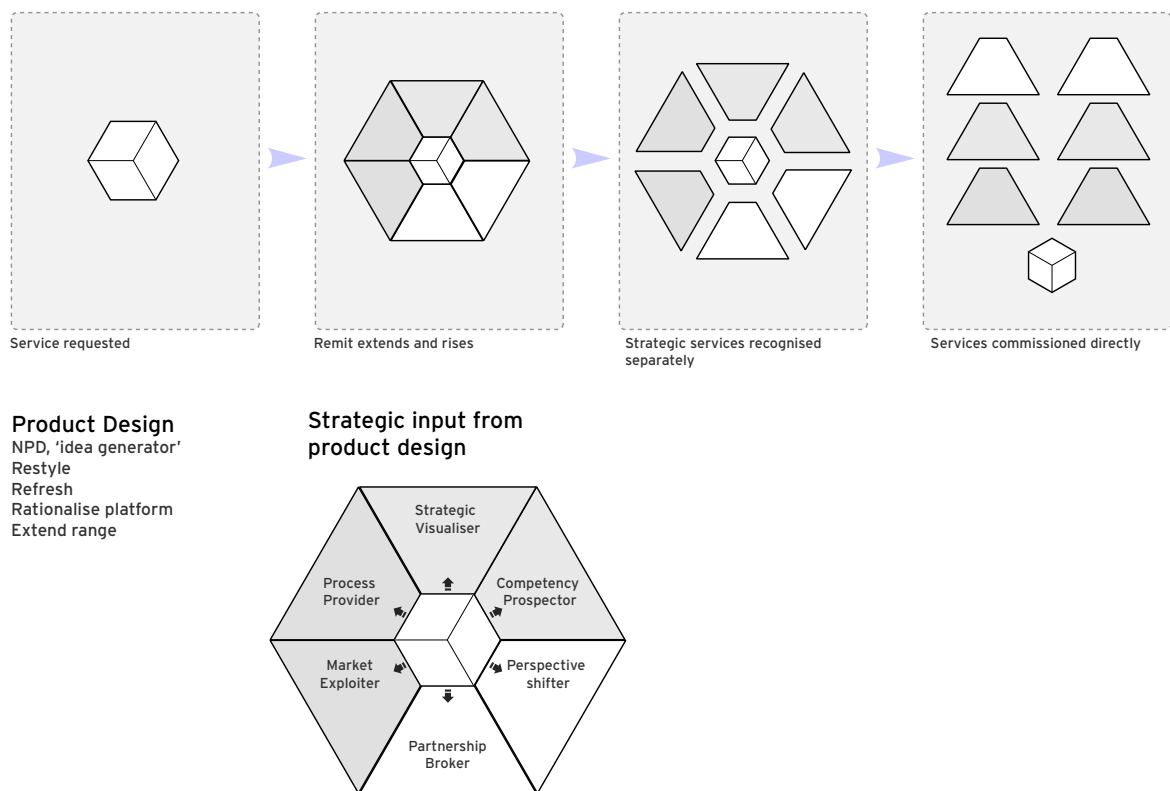 Service requested
Remit extends and rises
Strategic services recognised
separately
Services commissioned directly
Product Design
NPD, ‘idea generator’
Restyle
Refresh
Rationalise platform
Extend range
Strategic input from
product design
Strategic
Visualiser
Process
Provider
Competency
Prospector
Market
Exploiter
Perspective
shifter
Partnership
Broker